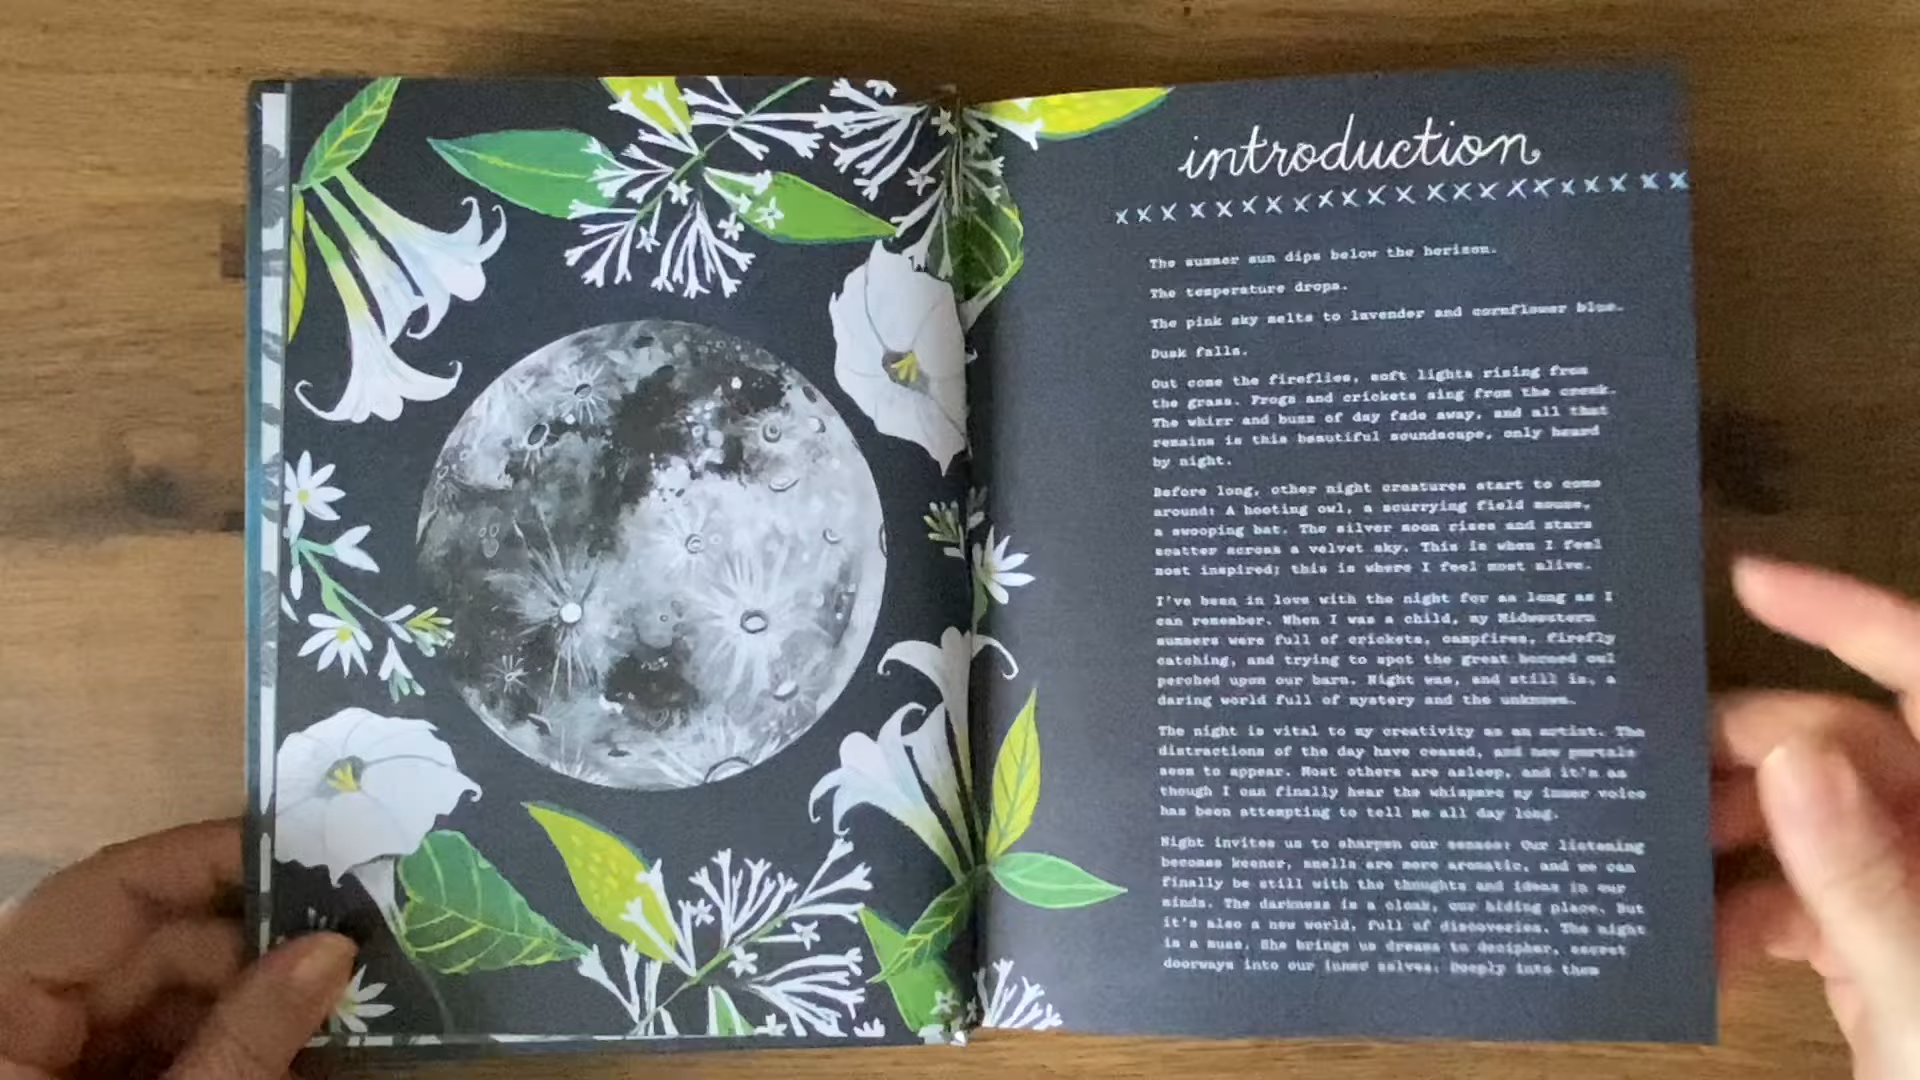 introduction
xxxxxxxxxxxxxxxxxxxxxx
The summer sun dips below the horizon.
The temperature drops.
The pink sky melts to lavender and cornflower blue.
Dusk falls.
Out come the fireflies, soft lights rising from
the grass. Frogs and crickets sing from the creek.
The whirr and buzz of day fade away, and all that
remains is this beautiful soundscape, only heard
by night.
Before long, other night creatures start to come
around: A hooting owl, a scurrying field mouse,
a swooping bat. The silver moon rises and stars
scatter across a velvet sky. This is when I feel
most inspired; this is where I feel most alive.
I've been in love with the night for as long as I
can remember. When I was a child, my Midwestern
summers were full of crickets, campfires, firefly
catching, and trying to spot the great horned owl
perched upon our barn. Night was, and still is, a
daring world full of mystery and the unknown.
The night is vital to my creativity as an artist. The
distractions of the day have ceased, and new portals
seem to appear. Most others are asleep, and it's as
though I can finally hear the whispers my inner voice
has been attempting to tell me all day long.
Night invites us to sharpen our senses: Our listening
becomes keener, smells are more aromatic, and we can
finally be still with the thoughts and ideas in our
minds. The darkness is a cloak, our hiding place. But
it's also a new world, full of discoveries. The night
is a muse. She brings us dreams to decipher, secret
doorways into our inner selves. Deeply into them